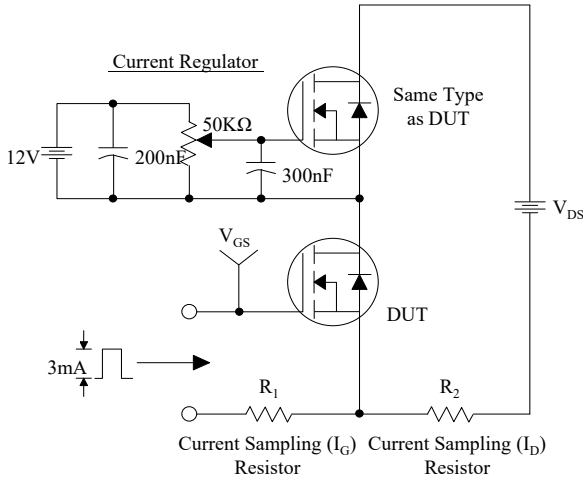 Current Regulator
Same Type
as DUT
50KΩ
12V
200nF
300nF
V_DS
V_GS
DUT
3mA
R_1
R_2
Current Sampling (I_G)
Resistor
Current Sampling (I_D)
Resistor